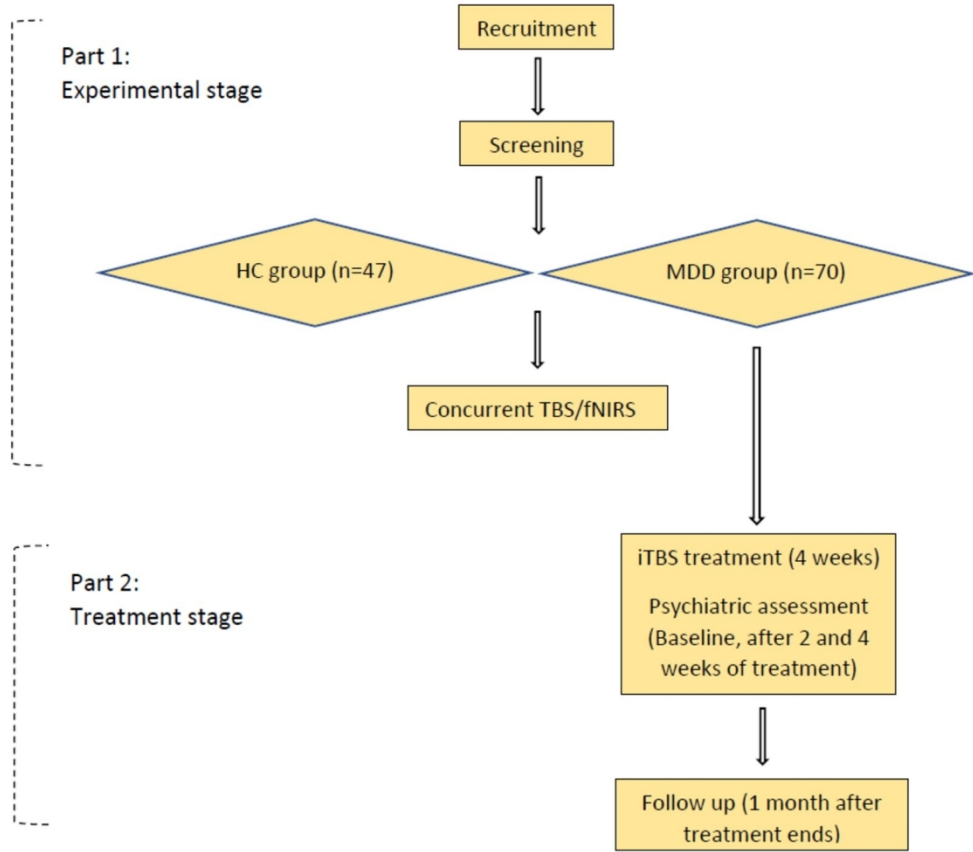 Recruitment
Part 1:
Experimental stage
Screening
HC group (n=47)
MDD group (n=70)
Concurrent TBS/fNIRS
iTBS treatment (4 weeks)
Psychiatric assessment
(Baseline, after 2 and 4
weeks of treatment)
Part 2:
Treatment stage
Follow up (1 month after
treatment ends)